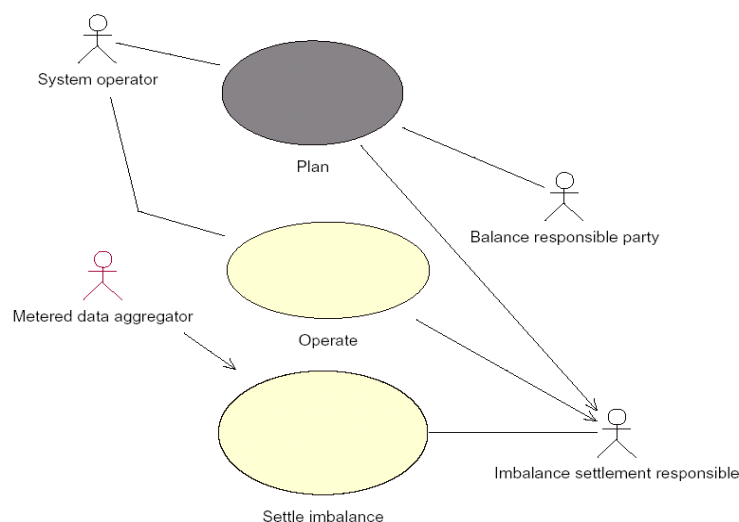 System operator
Plan
Balance responsible party
Metered data aggregator
Operate
Imbalance settlement responsible
Settle imbalance